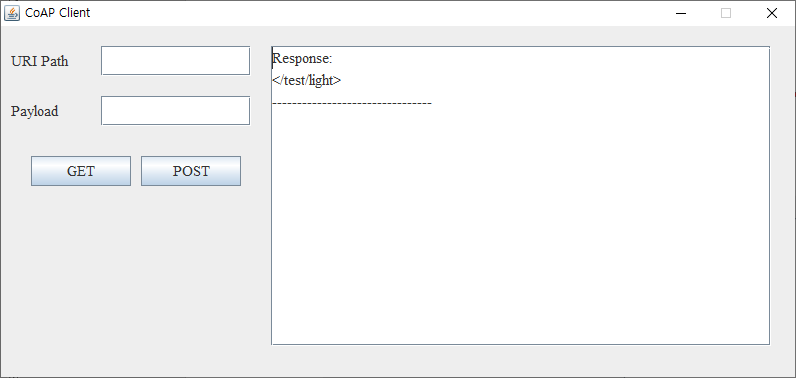 CoAP Client
URI Path
Payload
GET
POST
Response:
</test/light>
--------------------------------